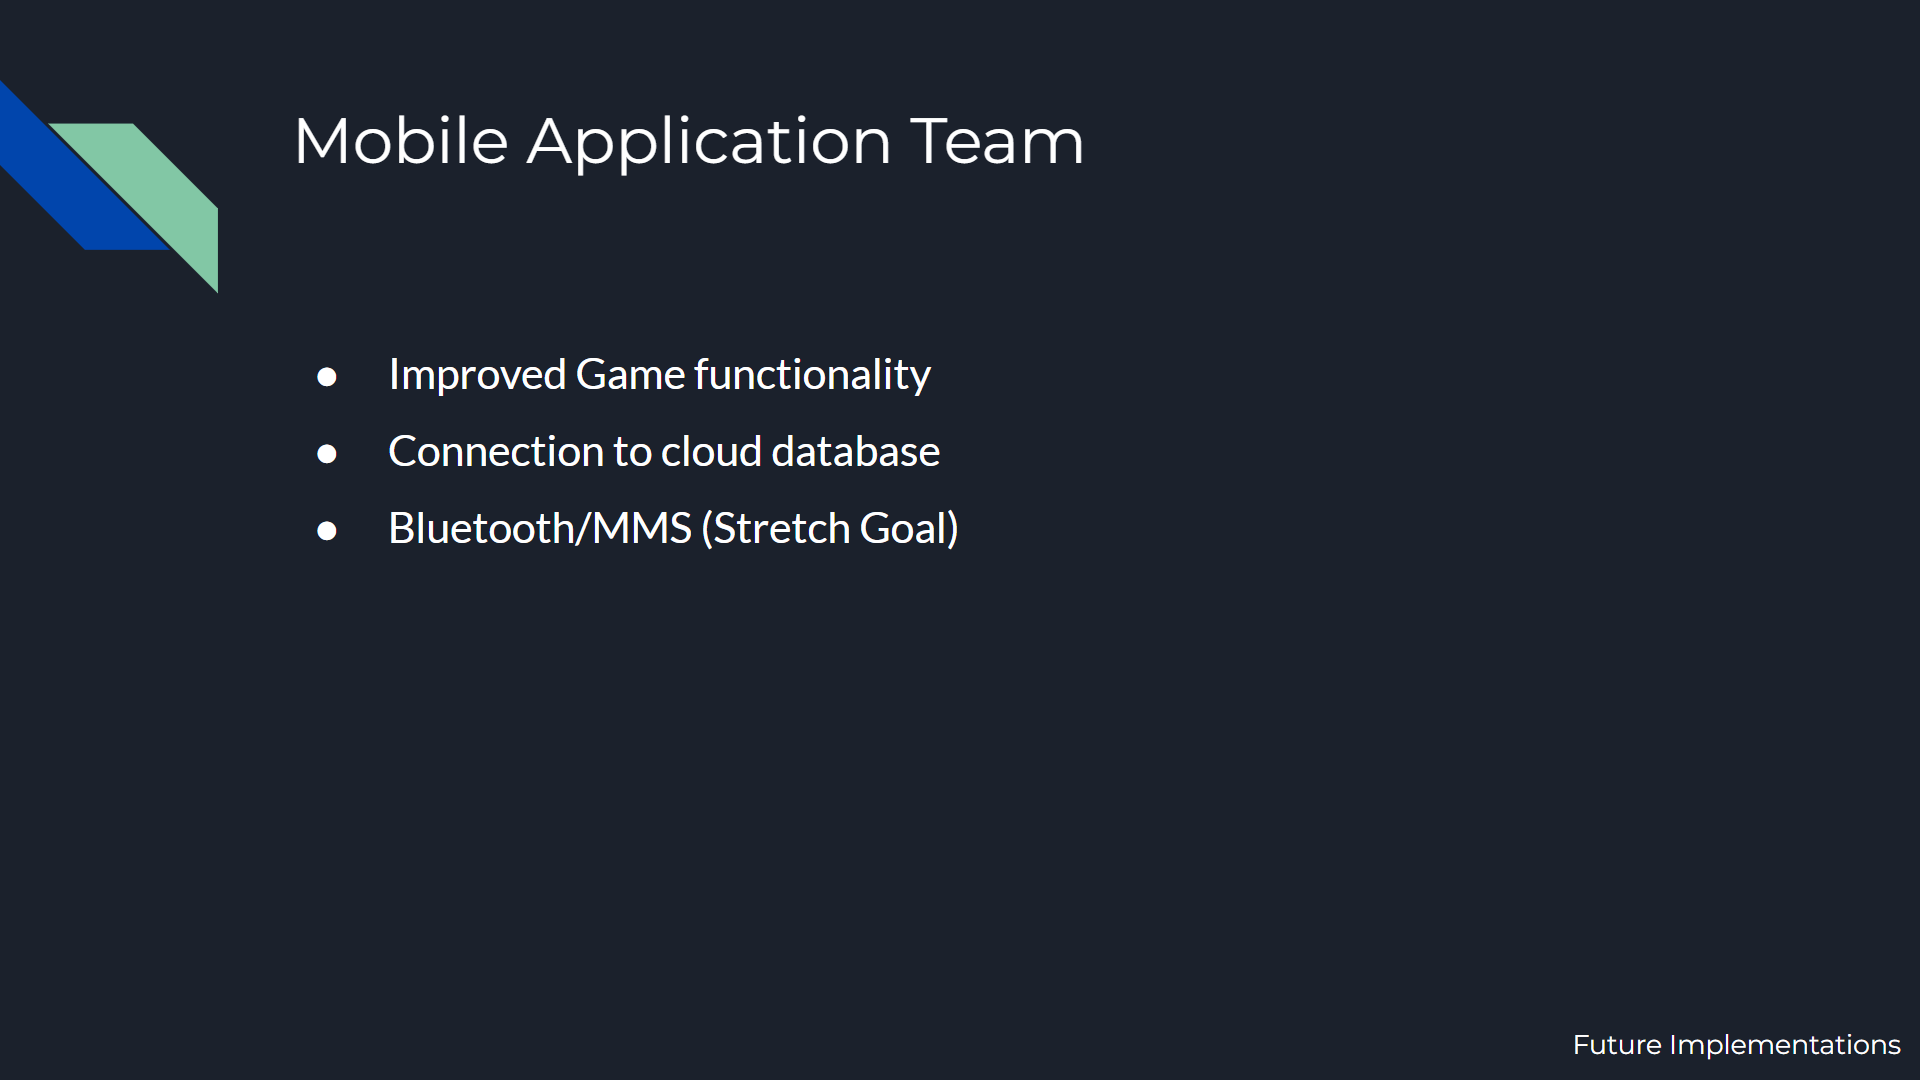 Mobile Application Team
● Improved Game functionality
● Connection to cloud database
● Bluetooth/MMS (Stretch Goal)
Future Implementations